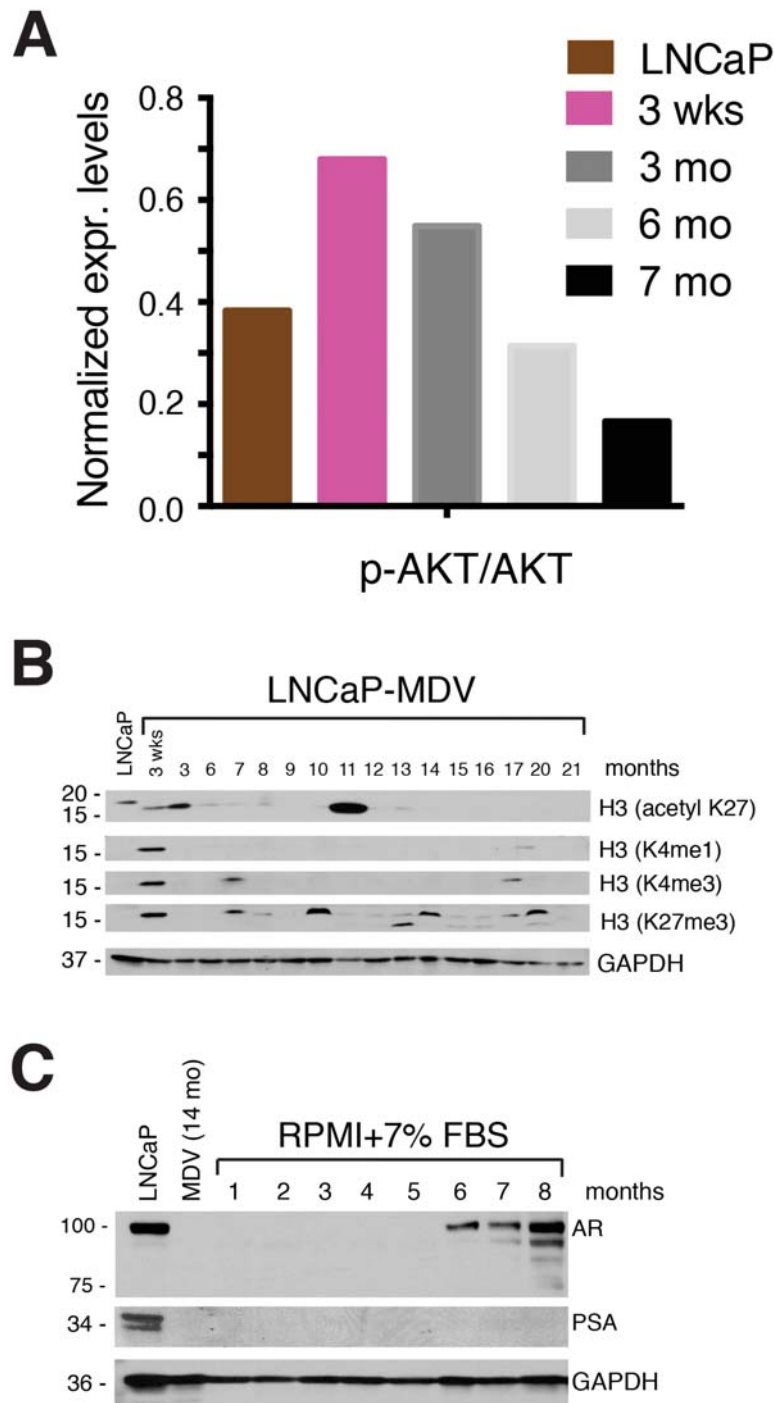 A
Normalized expr. levels
0.8
0.6
0.4
0.2
0.0
LNCaP
3 wks
3 mo
6 mo
7 mo
p-AKT/AKT
B
LNCaP-MDV
LNCaP 3 wks 3 6 7 8 9 10 11 12 13 14 15 16 17 20 21 months
20 -
15 - H3 (acetyl K27)
15 - H3 (K4me1)
15 - H3 (K4me3)
15 - H3 (K27me3)
37 - GAPDH
C
RPMI+7% FBS
LNCaP MDV (14 mo) 1 2 3 4 5 6 7 8 months
100 - AR
75 -
34 - PSA
36 - GAPDH